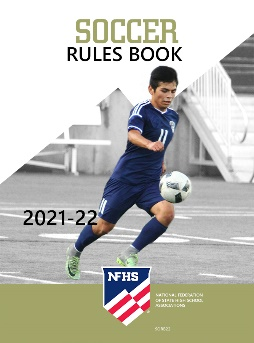 SOCCER
RULES BOOK
11
2021-22
NFHS
NATIONAL FEDERATION
OF STATE HIGH SCHOOL
ASSOCIATIONS